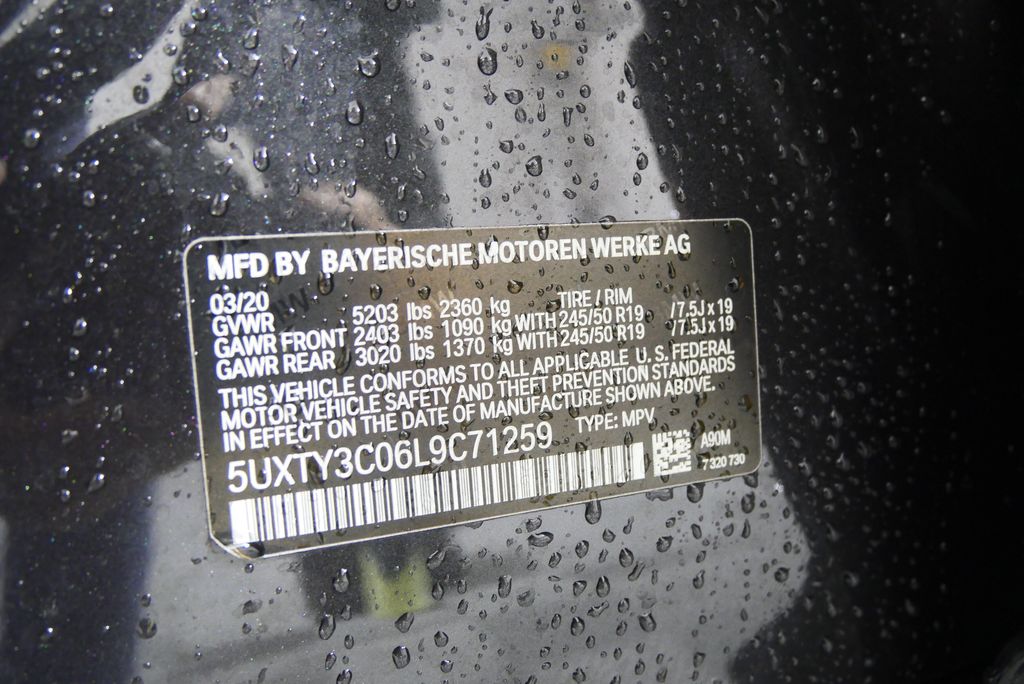 MFD BY BAYERISCHE MOTOREN WERKE AG
03/20 TIRE / RIM
GVWR 5203 lbs 2360 kg
GAWR FRONT 2403 lbs 1090 kg WITH 245/50 R19 /7.5J x 19
GAWR REAR 3020 lbs 1370 kg WITH 245/50 R19 /7.5J x 19
THIS VEHICLE CONFORMS TO ALL APPLICABLE U.S. FEDERAL
MOTOR VEHICLE SAFETY AND THEFT PREVENTION STANDARDS
IN EFFECT ON THE DATE OF MANUFACTURE SHOWN ABOVE.
5UXTY3C06L9C71259 TYPE: MPV
A90M
7 320 730